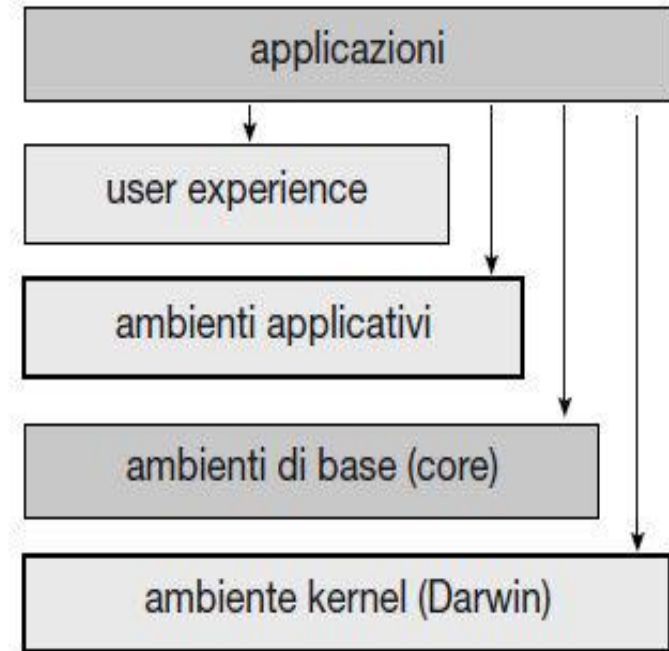 applicazioni
user experience
ambienti applicativi
ambienti di base (core)
ambiente kernel (Darwin)